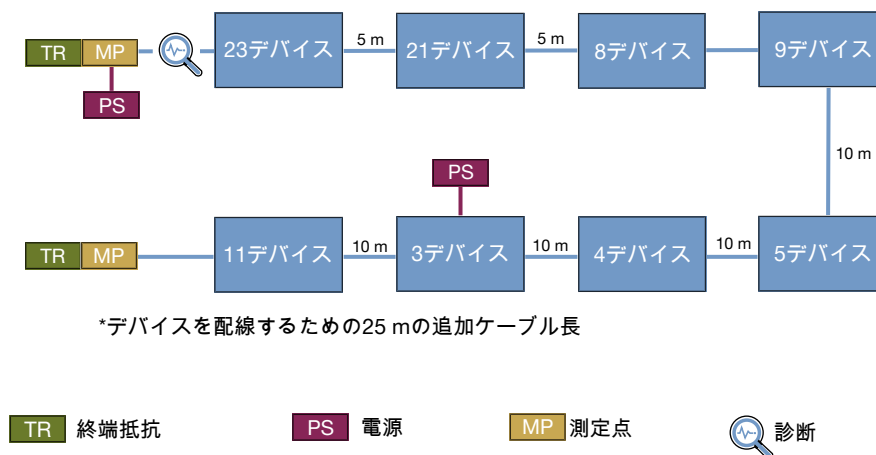 TR MP 23デバイス 5 m 21デバイス 5 m 8デバイス 9デバイス
PS
10 m
PS
TR MP 11デバイス 10 m 3デバイス 10 m 4デバイス 10 m 5デバイス
*デバイスを配線するための25 mの追加ケーブル長
TR 終端抵抗 PS 電源 MP 測定点 診断